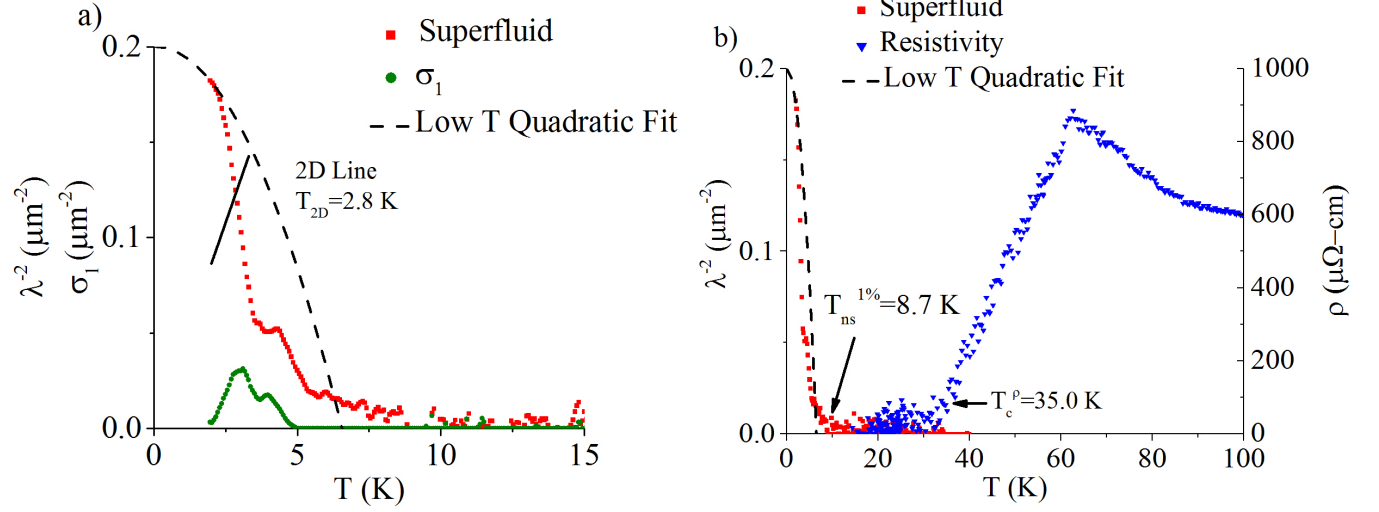 a)
Superfluid
σ₁
Low T Quadratic Fit
2D Line
T₂D=2.8 K
λ⁻² (μm⁻²)
σ₁ (μm⁻²)
0.2
0.1
0.0
0
5
10
15
T (K)
b)
Superfluid
Resistivity
Low T Quadratic Fit
λ⁻² (μm⁻²)
0.2
0.1
0.0
Tns1%=8.7 K
Tcρ=35.0 K
1000
800
600
400
200
0
ρ (μΩ–cm)
0
20
40
60
80
100
T (K)